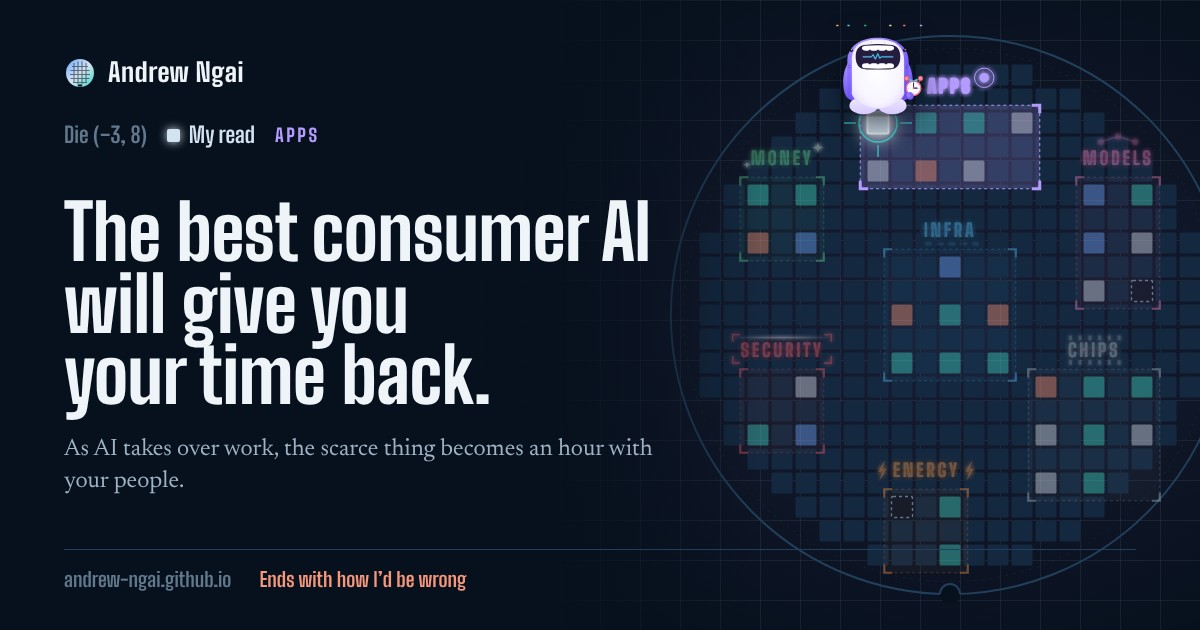 Andrew Ngai
Die (−3, 8) My read APPS
The best consumer AI
will give you
your time back.
As AI takes over work, the scarce thing becomes an hour with
your people.
andrew-ngai.github.io Ends with how I’d be wrong
APPS
MONEY
MODELS
INFRA
SECURITY
CHIPS
ENERGY